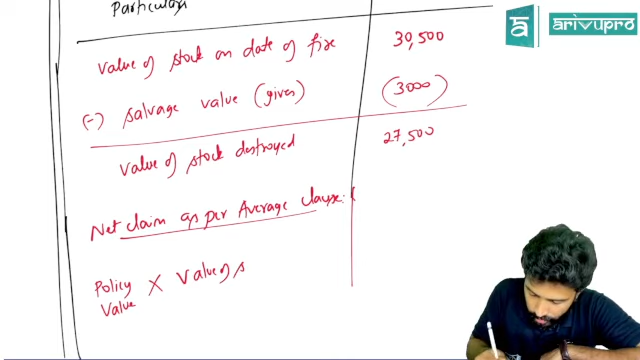 Particulars
arivupro
value of stock on date of fire 30,500
(-) salvage value (given) (3000)
value of stock destroyed 27,500
Net claim as per Average clause:
Policy X Value of s
Value